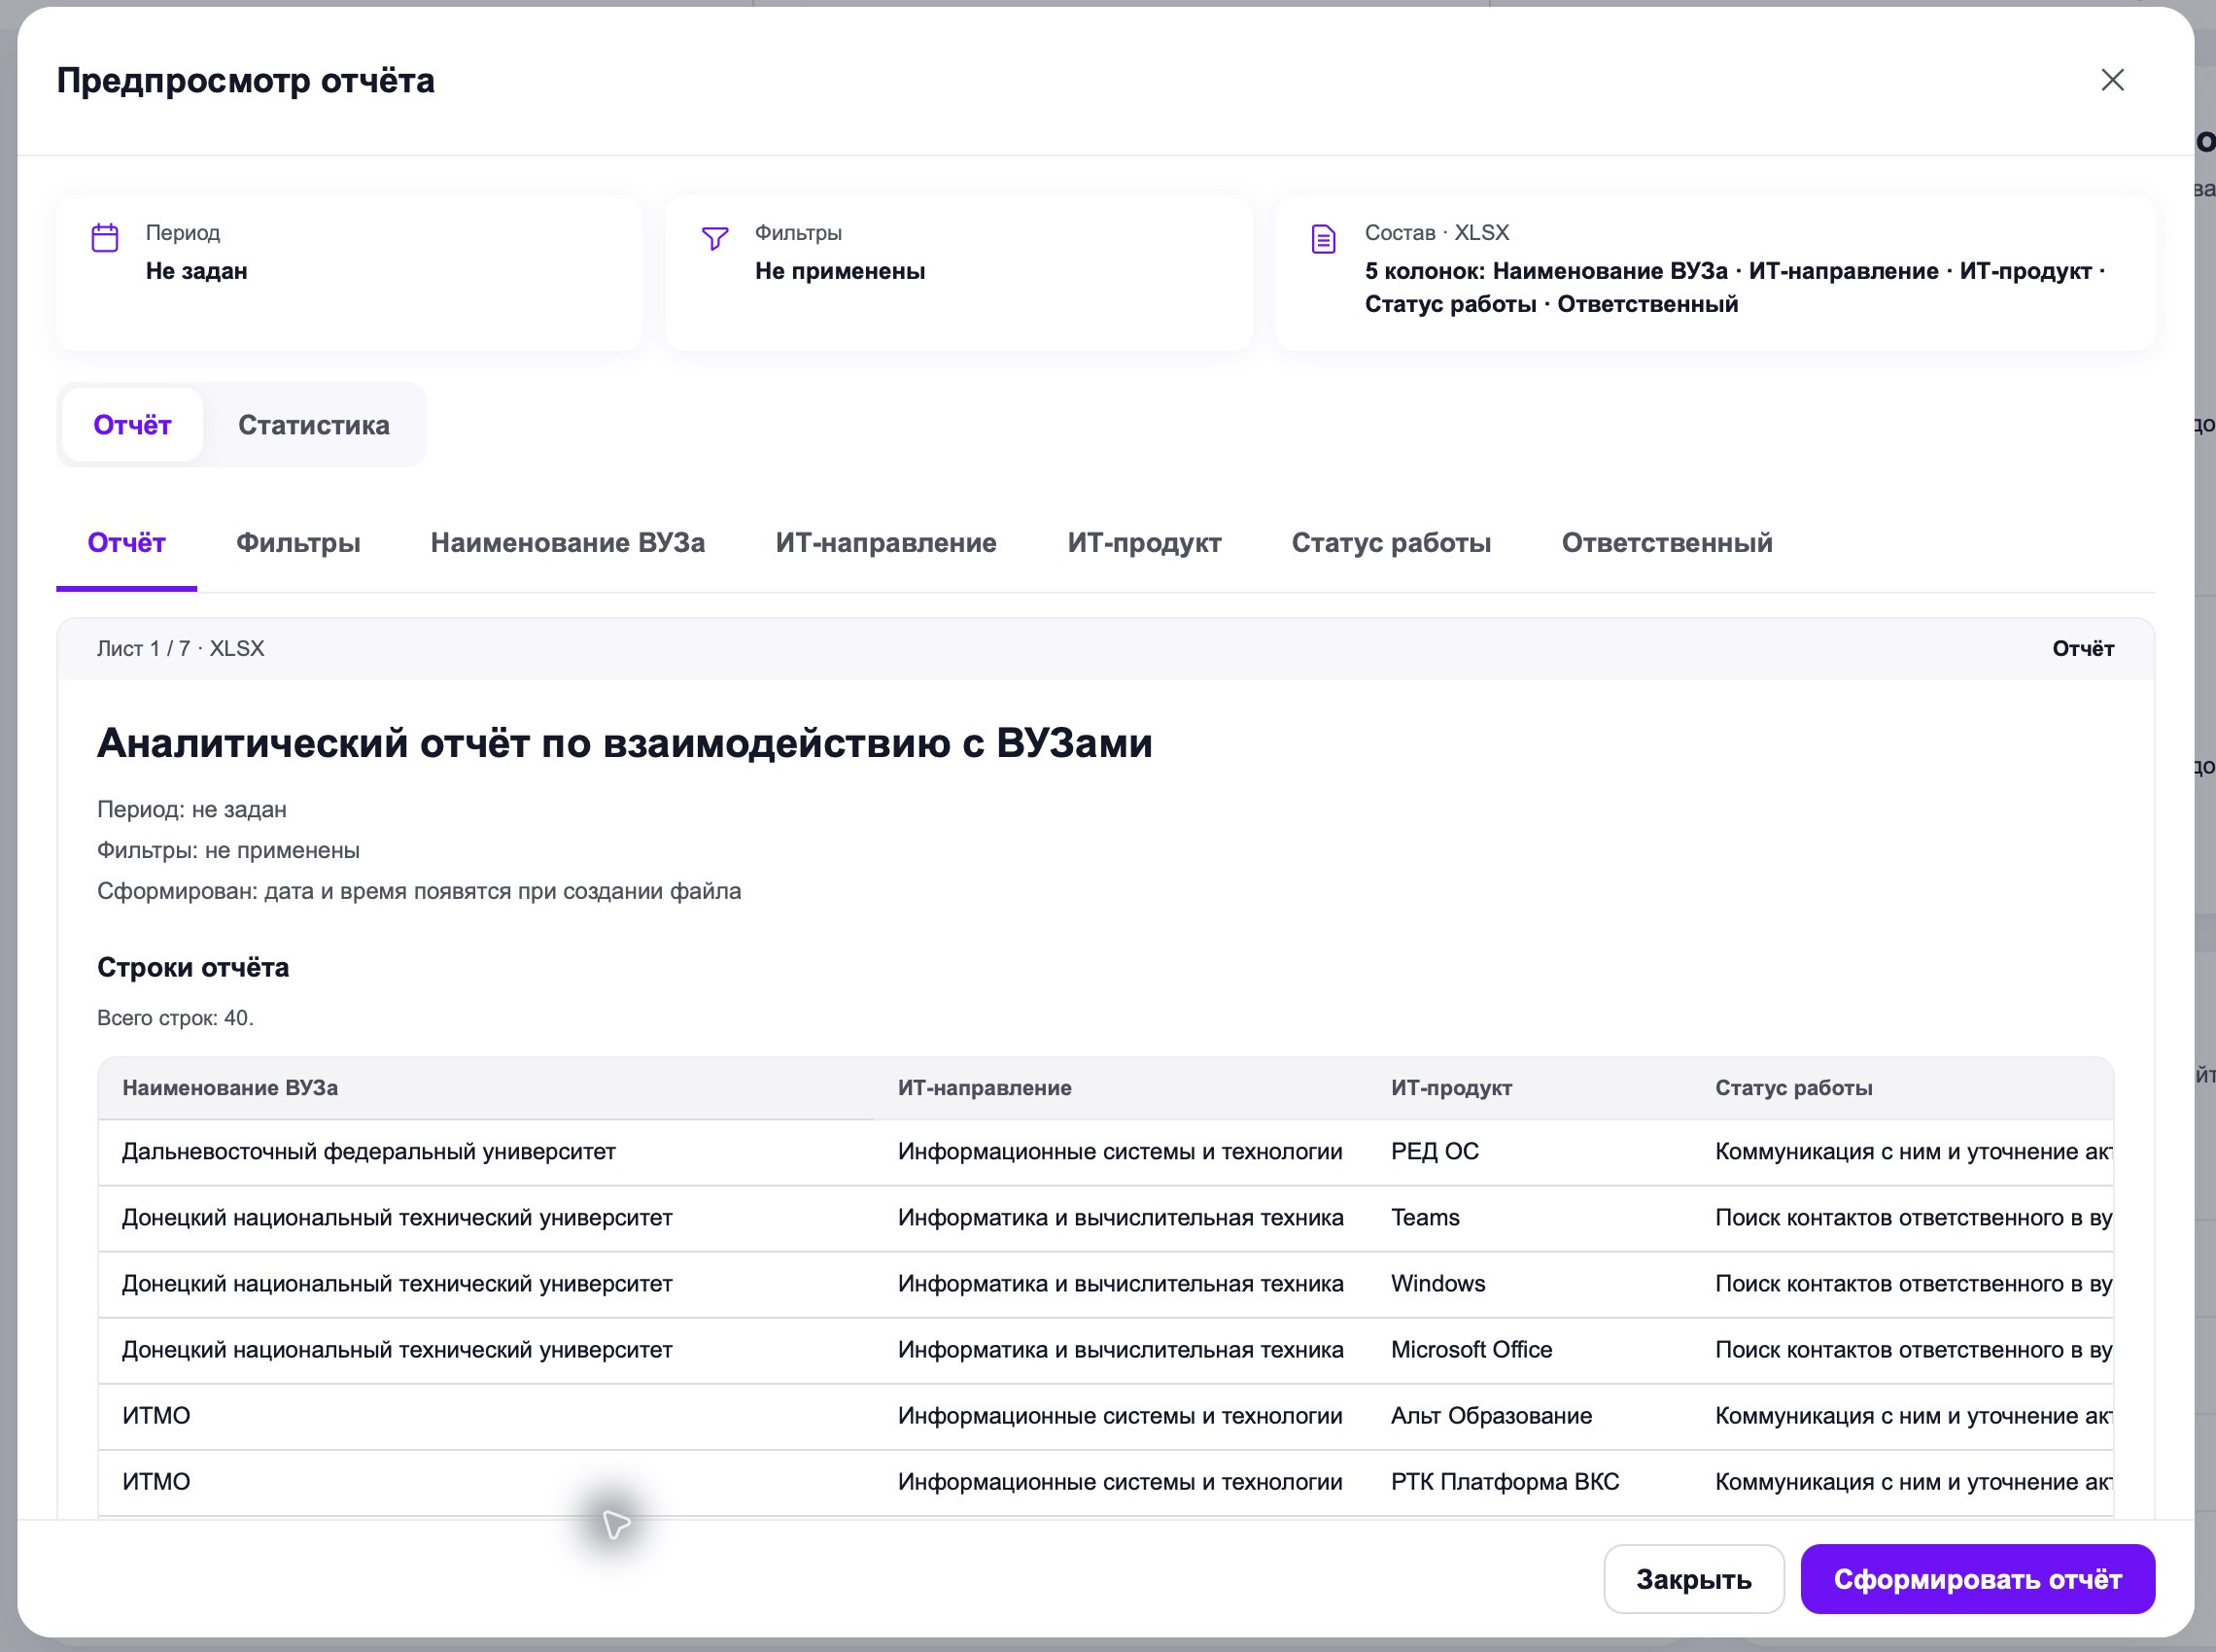 Предпросмотр отчёта
Период
Не задан
Фильтры
Не применены
Состав · XLSX
5 колонок: Наименование ВУЗа · ИТ-направление · ИТ-продукт ·
Статус работы · Ответственный
Отчёт Статистика
Отчёт Фильтры Наименование ВУЗа ИТ-направление ИТ-продукт Статус работы Ответственный
Лист 1 / 7 · XLSX Отчёт
Аналитический отчёт по взаимодействию с ВУЗами
Период: не задан
Фильтры: не применены
Сформирован: дата и время появятся при создании файла
Строки отчёта
Всего строк: 40.
Наименование ВУЗа ИТ-направление ИТ-продукт Статус работы
Дальневосточный федеральный университет Информационные системы и технологии РЕД ОС Коммуникация с ним и уточнение акт
Донецкий национальный технический университет Информатика и вычислительная техника Teams Поиск контактов ответственного в ву
Донецкий национальный технический университет Информатика и вычислительная техника Windows Поиск контактов ответственного в ву
Донецкий национальный технический университет Информатика и вычислительная техника Microsoft Office Поиск контактов ответственного в ву
ИТМО Информационные системы и технологии Альт Образование Коммуникация с ним и уточнение акт
ИТМО Информационные системы и технологии РТК Платформа ВКС Коммуникация с ним и уточнение акт
Закрыть Сформировать отчёт